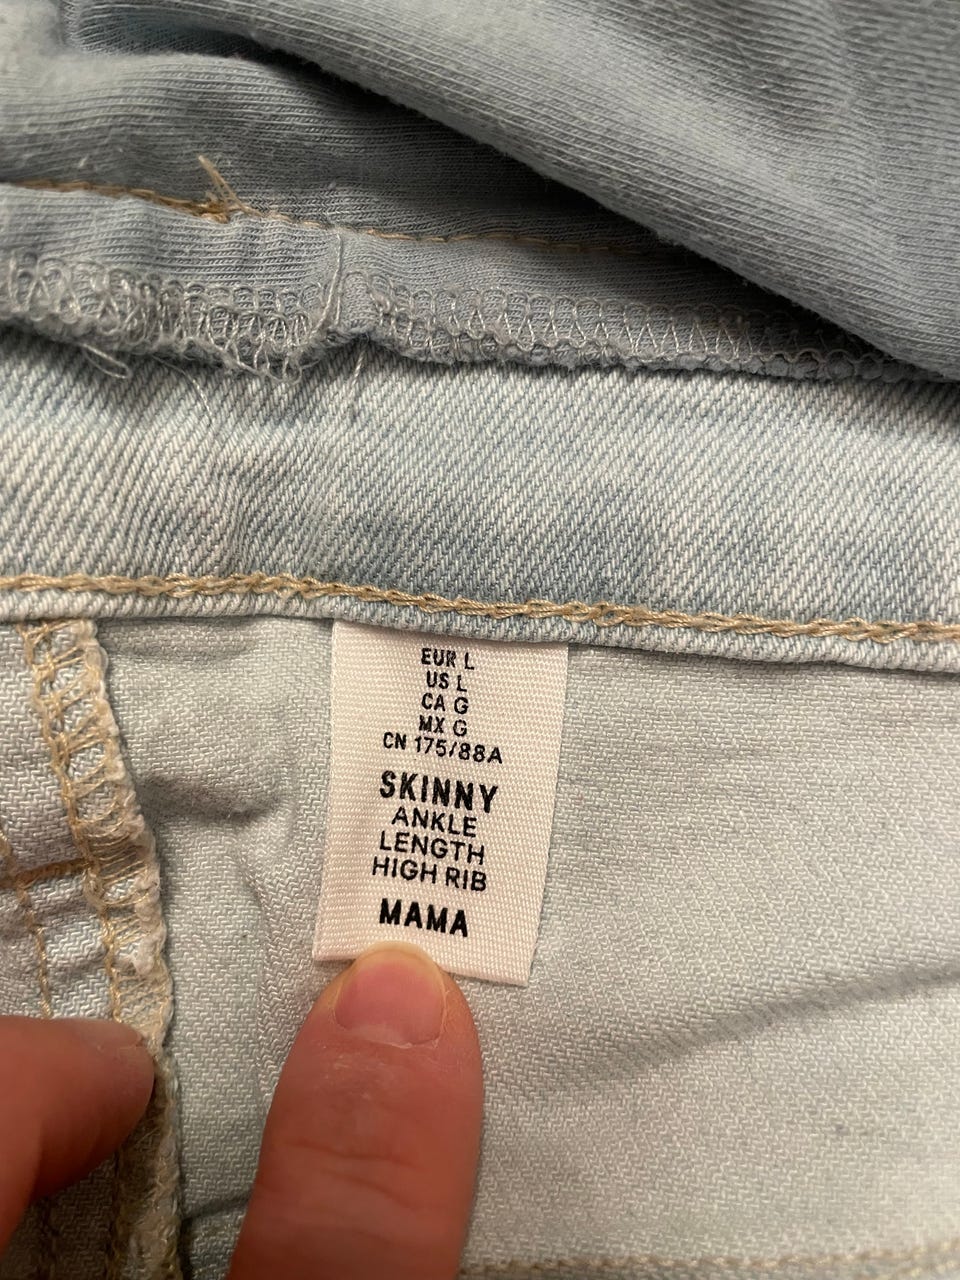 EUR L
US L
CA G
MX G
CN 175/88A
SKINNY
ANKLE
LENGTH
HIGH RIB
MAMA